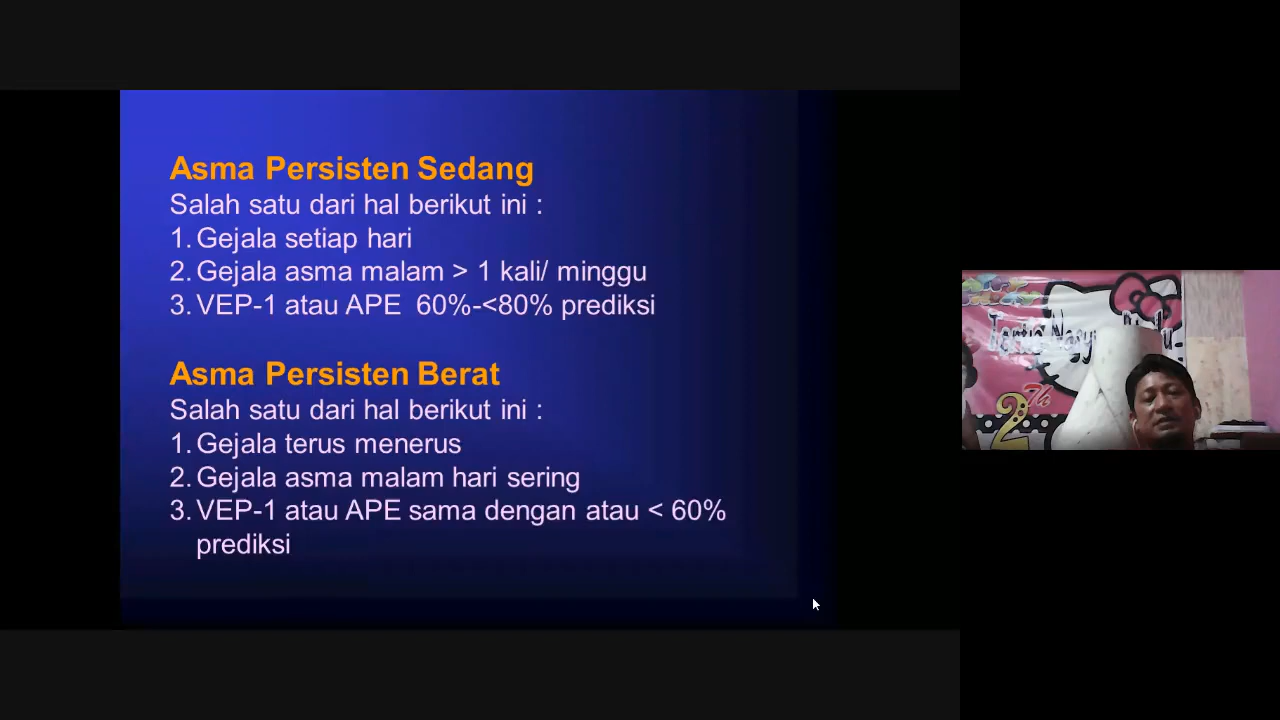 Asma Persisten Sedang
Salah satu dari hal berikut ini :
1. Gejala setiap hari
2. Gejala asma malam > 1 kali/ minggu
3. VEP-1 atau APE  60%-<80% prediksi
Asma Persisten Berat
Salah satu dari hal berikut ini :
1. Gejala terus menerus
2. Gejala asma malam hari sering
3. VEP-1 atau APE sama dengan atau < 60%
prediksi
2